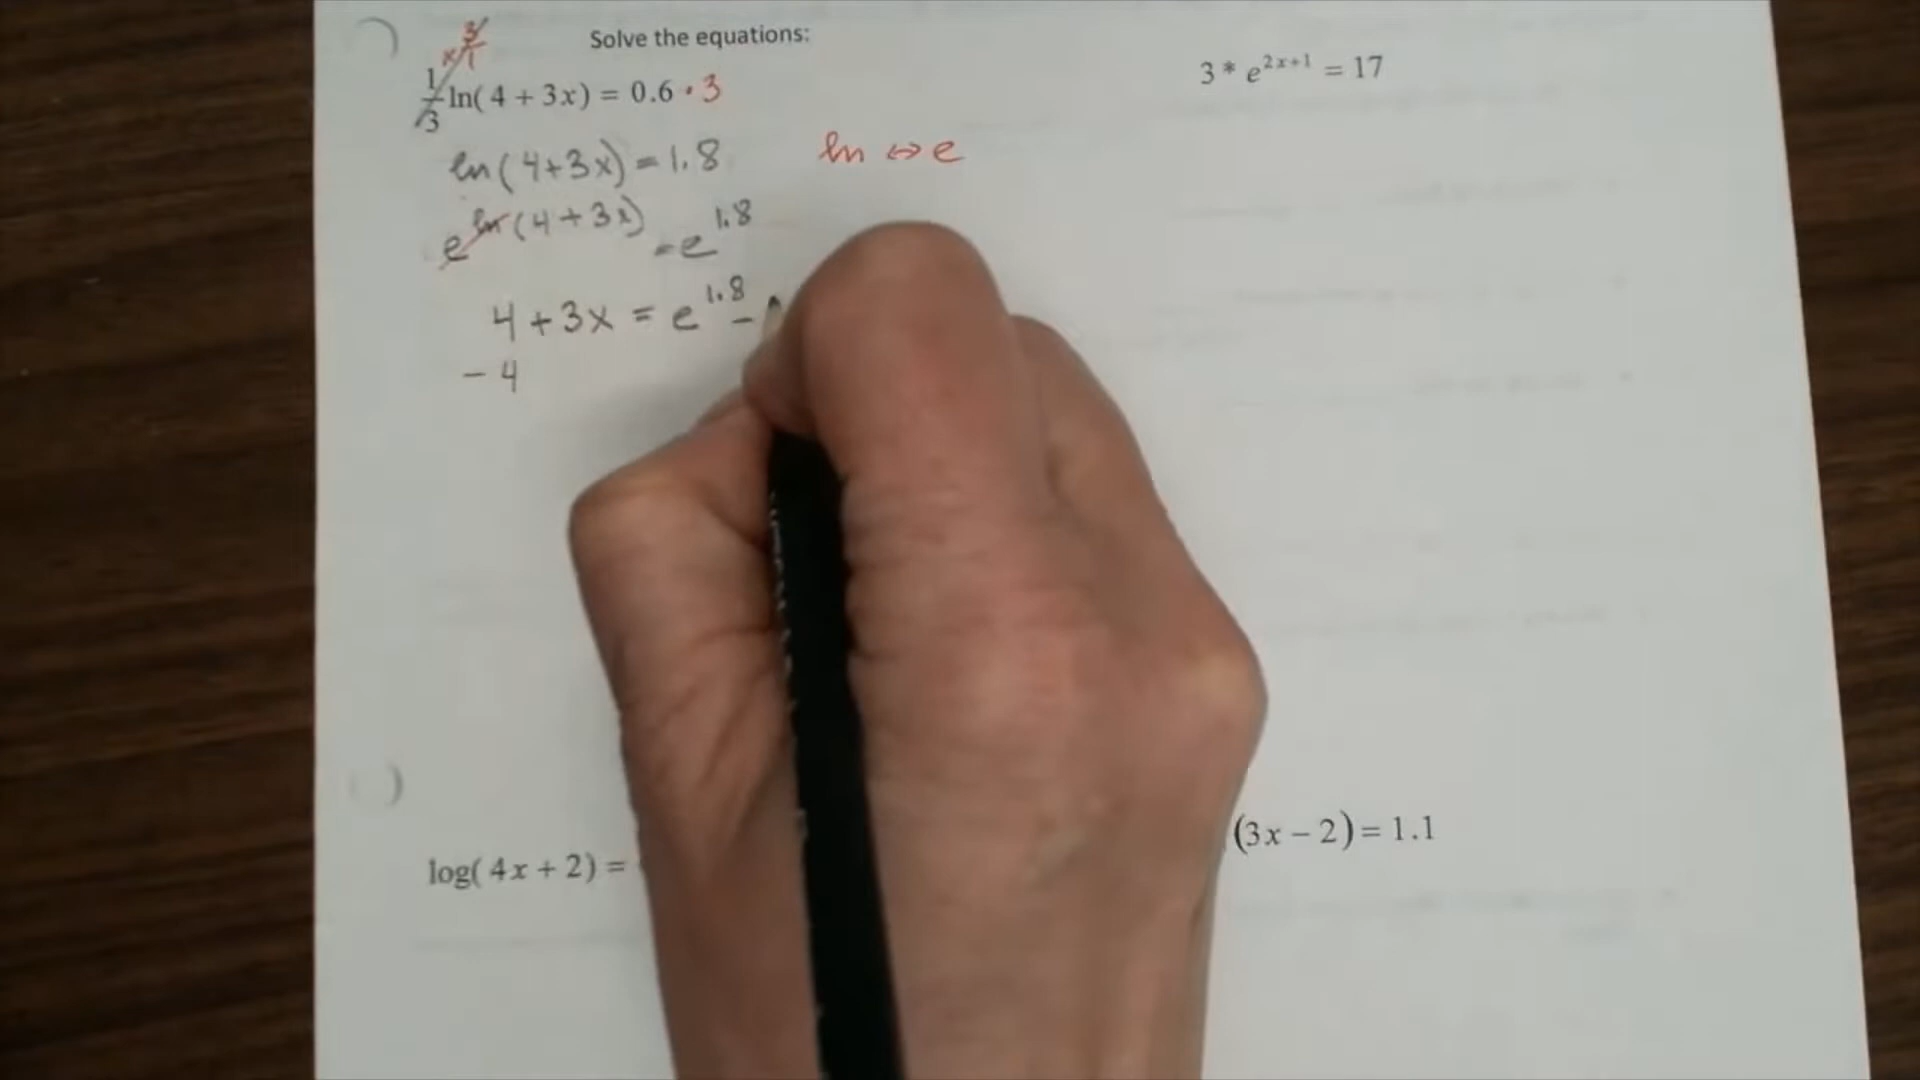 Solve the equations:
× 3/1
1/3 ln( 4 + 3x) = 0.6 · 3
ln(4+3x) = 1.8
ln ↔ e
e^ln(4+3x) = e^1.8
4 + 3x = e^1.8 -
- 4
3 * e^2x+1 = 17
log( 4x + 2) =
(3x – 2) = 1.1